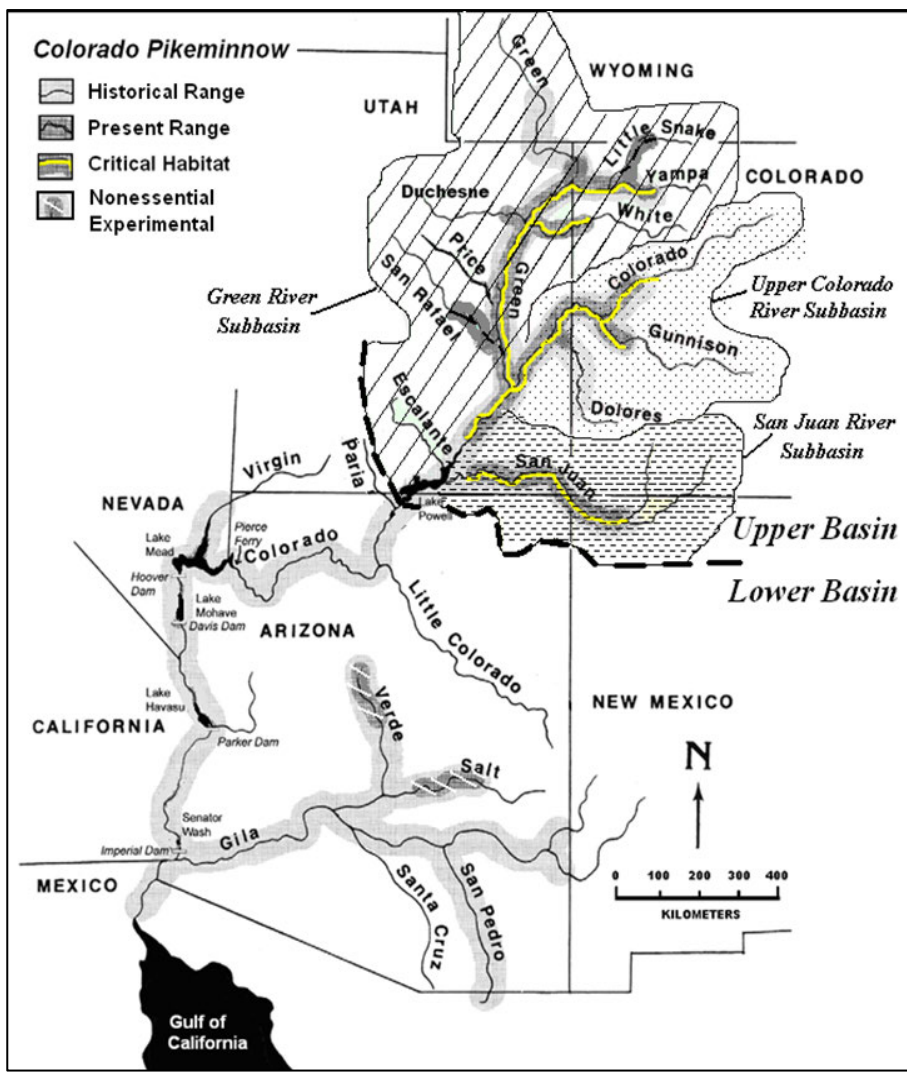 Colorado Pikeminnow
Historical Range
Present Range
Critical Habitat
Nonessential
Experimental
Green
WYOMING
UTAH
Little Snake
Yampa
COLORADO
Duchesne
White
Price
Green
Colorado
San Rafael
Green River
Subbasin
Upper Colorado
River Subbasin
Gunnison
Escalante
Dolores
San Juan River
Subbasin
Paria
San Juan
Virgin
NEVADA
Lake
Powell
Upper Basin
Pierce
Ferry
Lake
Mead
Colorado
Hoover
Dam
Lower Basin
Lake
Mohave
Davis Dam
Little Colorado
ARIZONA
Lake
Havasu
Verde
NEW MEXICO
CALIFORNIA
Parker Dam
N
Salt
Senator
Wash
Gila
Imperial Dam
MEXICO
Santa Cruz
San Pedro
0 100 200 300 400
KILOMETERS
Gulf of
California